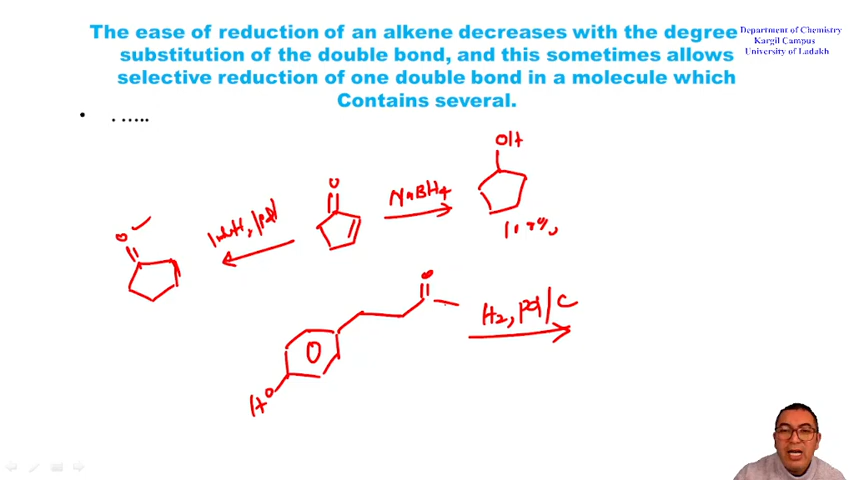 The ease of reduction of an alkene decreases with the degree
substitution of the double bond, and this sometimes allows
selective reduction of one double bond in a molecule which
Contains several.
Department of Chemistry
Kargil Campus
University of Ladakh
• . …..
OH
O
NaBH4
O
O
H2, pd/C
HO